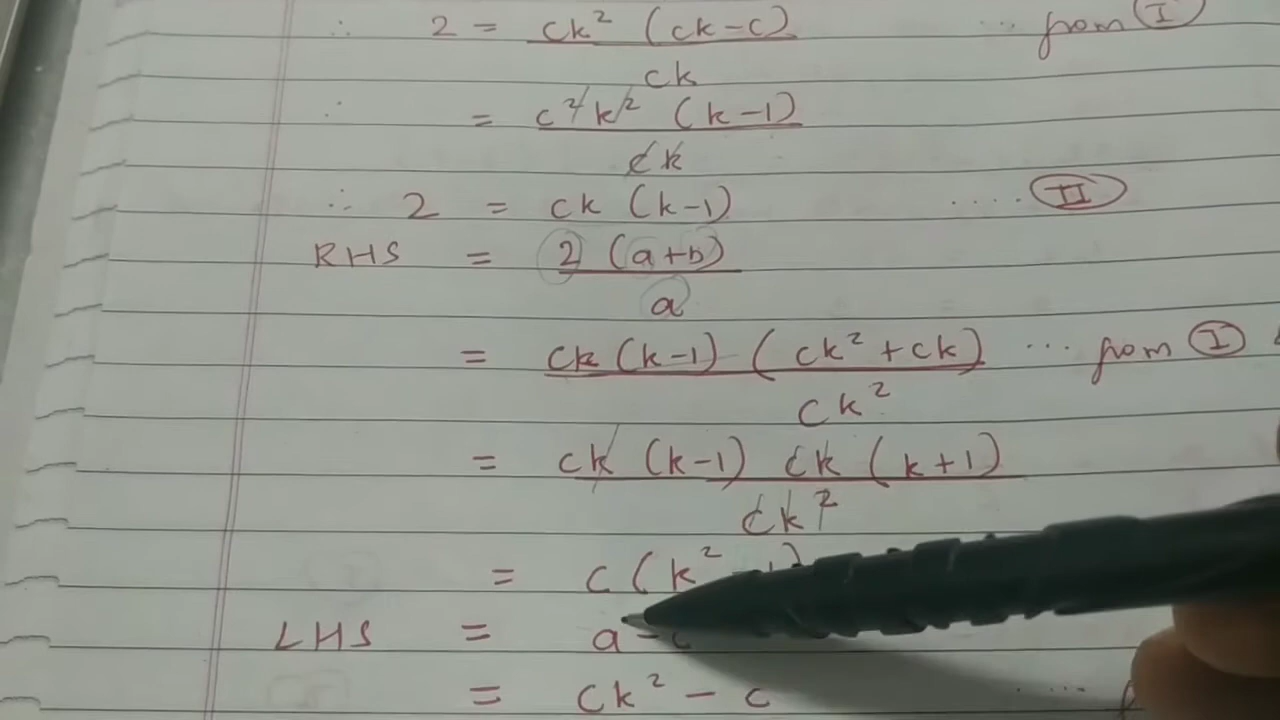 ∴ 2 = ck² (ck-c) / ck ... from (I)
= c²k² (k-1) / ck
∴ 2 = ck (k-1) .... (II)
RHS = 2 (a+b) / a
= ck (k-1) (ck² + ck) / ck² ... from (I)
= ck (k-1) ck (k+1) / ck²
= c (k² - 1)
LHS = a - c
= ck² - c